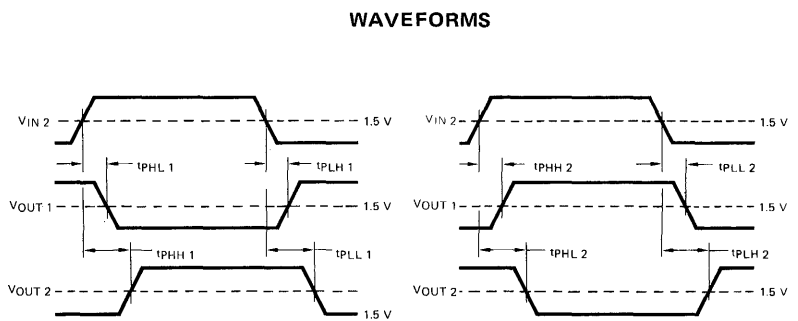 WAVEFORMS
VIN 2
1.5 V
tPHL 1
tPLH 1
VOUT 1
1.5 V
tPHH 1
tPLL 1
VOUT 2
1.5 V
VIN 2
1.5 V
tPHH 2
tPLL 2
VOUT 1
1.5 V
tPHL 2
tPLH 2
VOUT 2
1.5 V